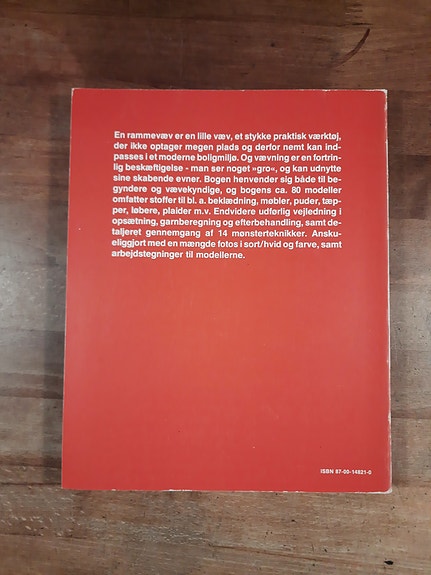 En rammevæv er en lille væv, et stykke praktisk værktøj,
der ikke optager megen plads og derfor nemt kan ind-
passes i et moderne boligmiljø. Og vævning er en fortrin-
lig beskæftigelse - man ser noget »gro«, og kan udnytte
sine skabende evner. Bogen henvender sig både til be-
gyndere og vævekyndige, og bogens ca. 80 modeller
omfatter stoffer til bl. a. beklædning, møbler, puder, tæp-
per, løbere, plaider m.v. Endvidere udførlig vejledning i
opsætning, garnberegning og efterbehandling, samt de-
taljeret gennemgang af 14 mønsterteknikker. Ansku-
eliggjort med en mængde fotos i sort/hvid og farve, samt
arbejdstegninger til modellerne.
ISBN 87-00-14821-0